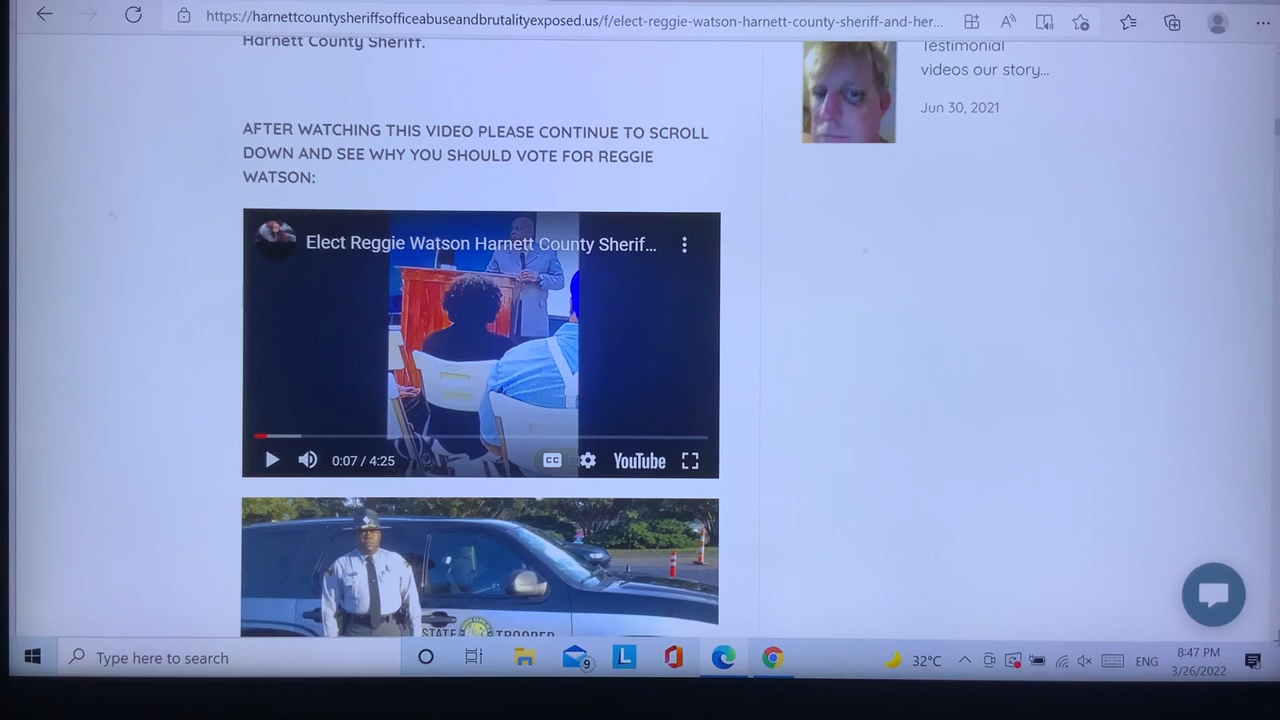 https://harnettcountysheriffsofficeabuseandbrutalityexposed.us/f/elect-reggie-watson-harnett-county-sheriff-and-her...
Harnett County Sheriff.
AFTER WATCHING THIS VIDEO PLEASE CONTINUE TO SCROLL
DOWN AND SEE WHY YOU SHOULD VOTE FOR REGGIE
WATSON:
Elect Reggie Watson Harnett County Sherif...
0:07 / 4:25
CC
YouTube
STATE TROOPER
Testimonial
videos our story...
Jun 30, 2021
Type here to search
9
L
32°C
ENG
8:47 PM
3/26/2022